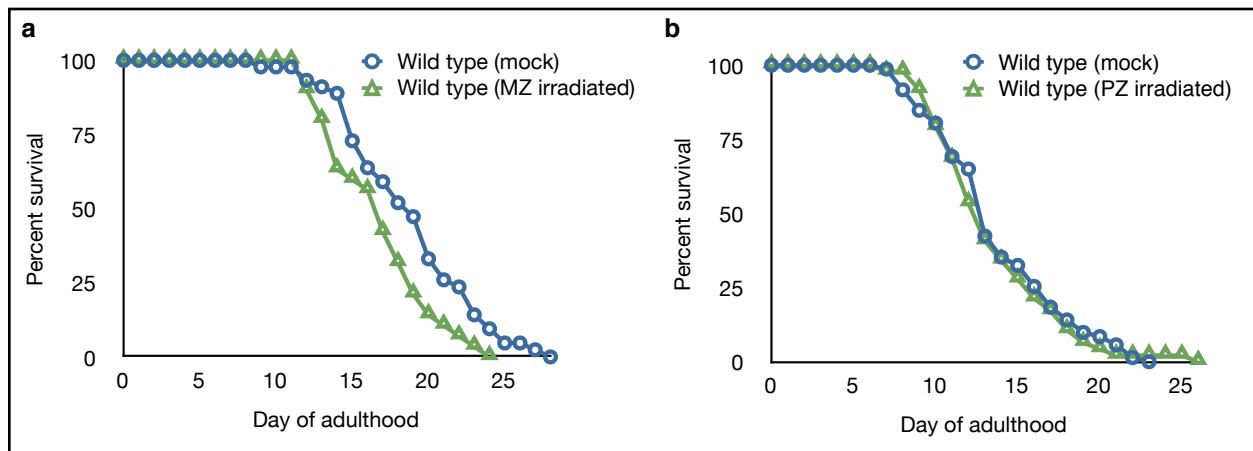 a
100
75
50
25
0
Percent survival
Wild type (mock)
Wild type (MZ irradiated)
0 5 10 15 20 25
Day of adulthood
b
100
75
50
25
0
Percent survival
Wild type (mock)
Wild type (PZ irradiated)
0 5 10 15 20 25
Day of adulthood